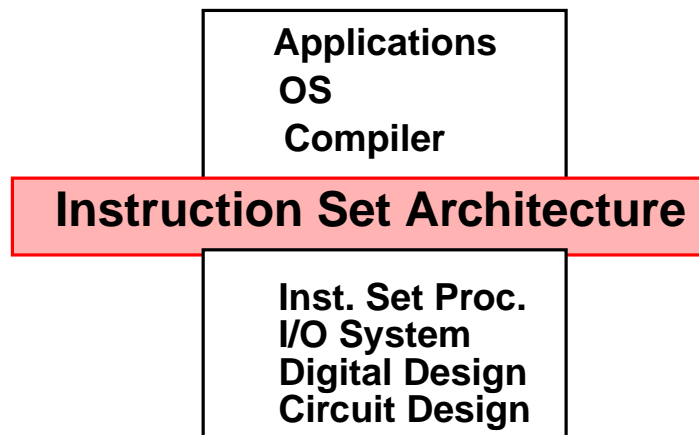 Applications
OS
Compiler
Instruction Set Architecture
Inst. Set Proc.
I/O System
Digital Design
Circuit Design